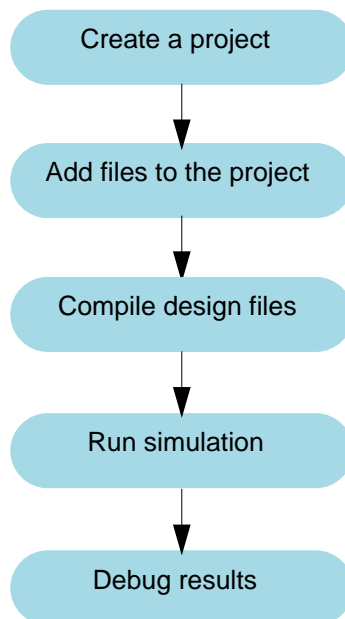 Create a project
Add files to the project
Compile design files
Run simulation
Debug results